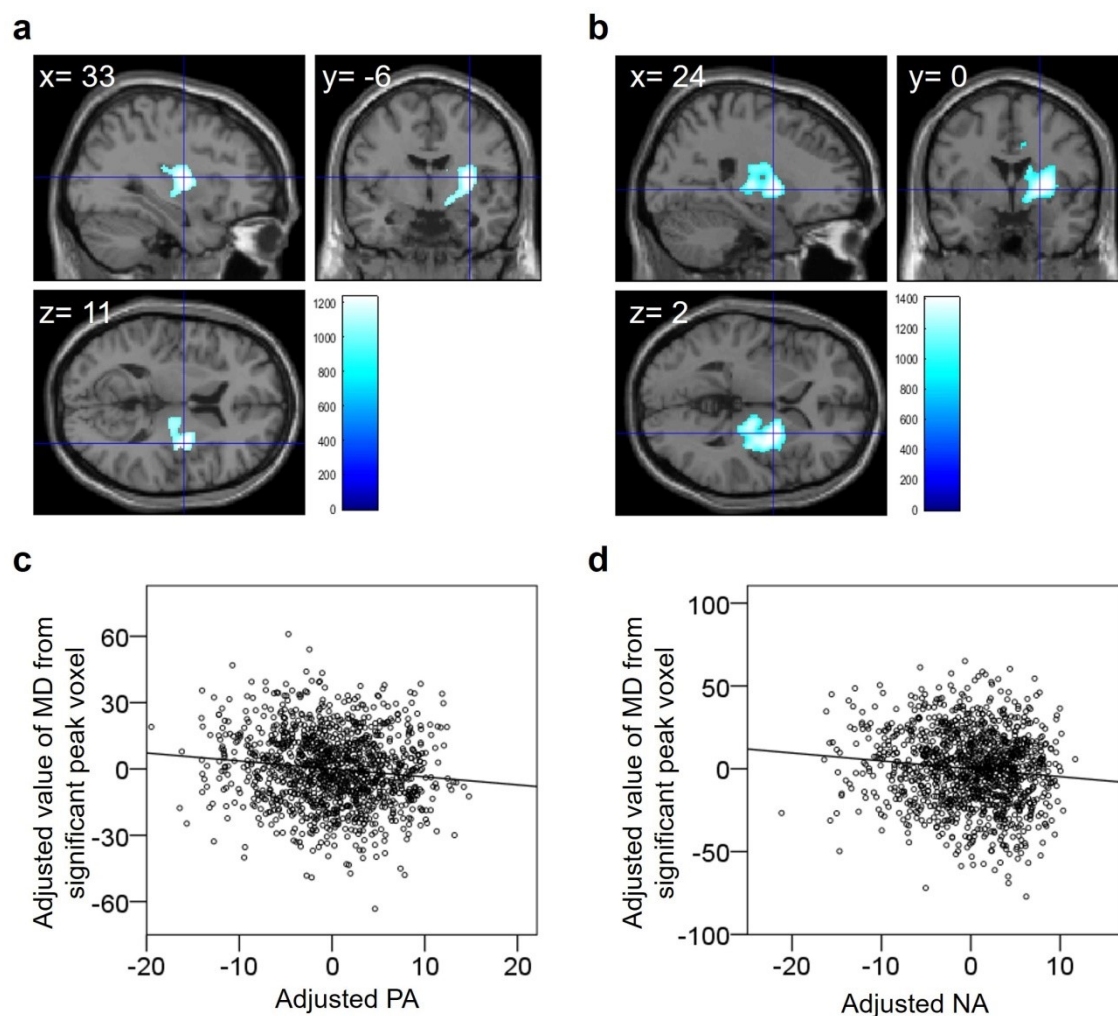 a
x= 33
y= -6
z= 11
1200
1000
800
600
400
200
0
b
x= 24
y= 0
z= 2
1400
1200
1000
800
600
400
200
0
c
Adjusted value of MD from
significant peak voxel
60
30
0
-30
-60
-20
-10
0
10
20
Adjusted PA
d
Adjusted value of MD from
significant peak voxel
100
50
0
-50
-100
-20
-10
0
10
Adjusted NA